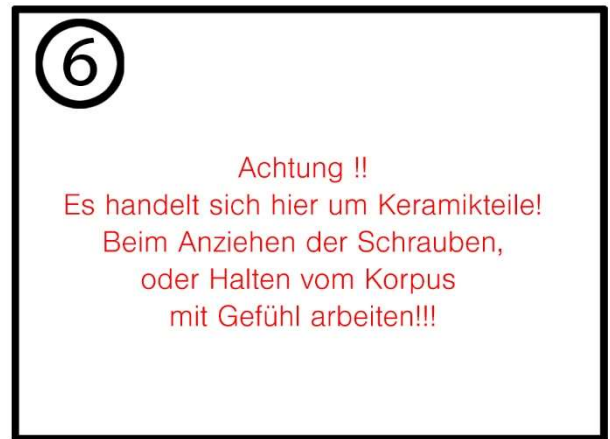 6
Achtung !!
Es handelt sich hier um Keramikteile!
Beim Anziehen der Schrauben,
oder Halten vom Korpus
mit Gefühl arbeiten!!!